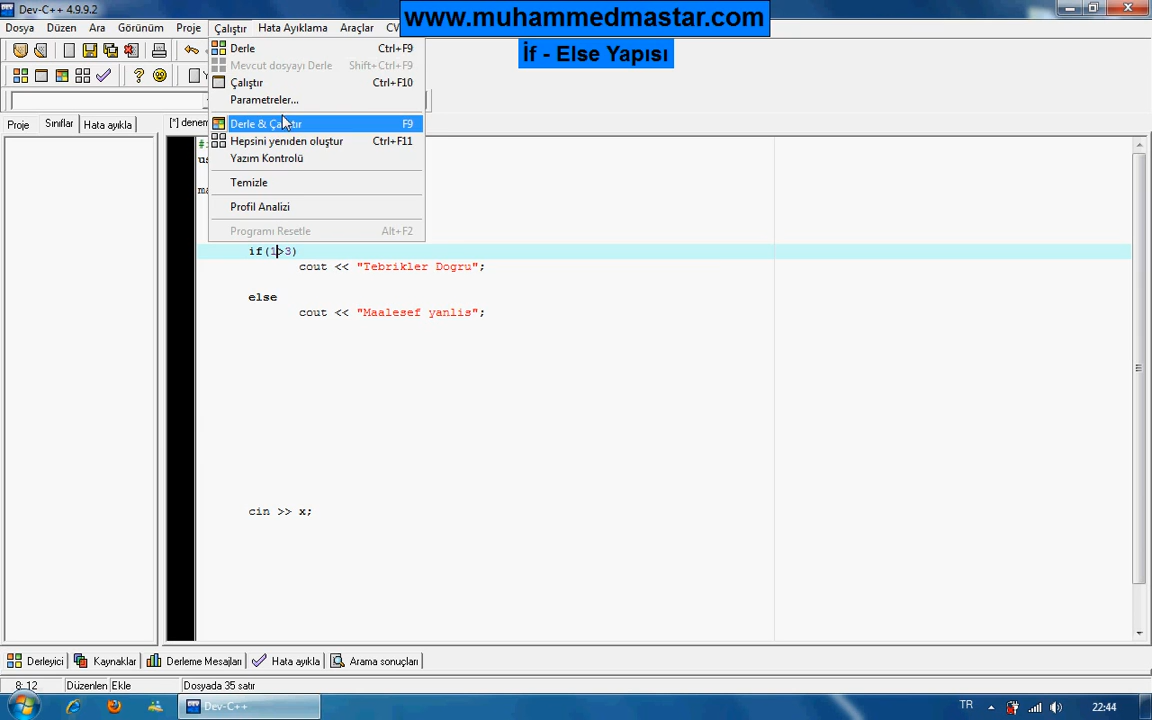 Dev-C++ 4.9.9.2
www.muhammedmastar.com
İf - Else Yapısı
Dosya Düzen Ara Görünüm Proje Çalıştır Hata Ayıklama Araçlar CV
Derle Ctrl+F9
Mevcut dosyayı Derle Shift+Ctrl+F9
Çalıştır Ctrl+F10
Parametreler...
Derle & Çalıştır F9
Hepsini yeniden oluştur Ctrl+F11
Yazım Kontrolü
Temizle
Profil Analizi
Programı Resetle Alt+F2
Proje Sınıflar Hata ayıkla
if(1>3)
cout << "Tebrikler Dogru";
else
cout << "Maalesef yanlis";
cin >> x;
Derleyici Kaynaklar Derleme Mesajları Hata ayıkla Arama sonuçları
8: 12 Düzenlen Ekle Dosyada 35 satır
Dev-C++ TR 22:44